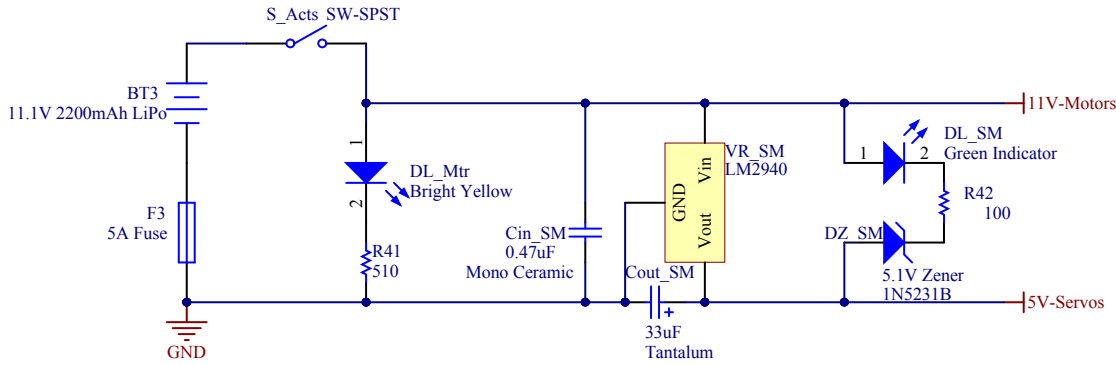 S_Acts SW-SPST
BT3
11.1V 2200mAh LiPo
F3
5A Fuse
GND
1
DL_Mtr
Bright Yellow
2
R41
510
Cin_SM
0.47uF
Mono Ceramic
VR_SM
LM2940
Vin
GND
Vout
Cout_SM
+
33uF
Tantalum
11V-Motors
DL_SM
Green Indicator
1
2
R42
100
DZ_SM
5.1V Zener
1N5231B
5V-Servos